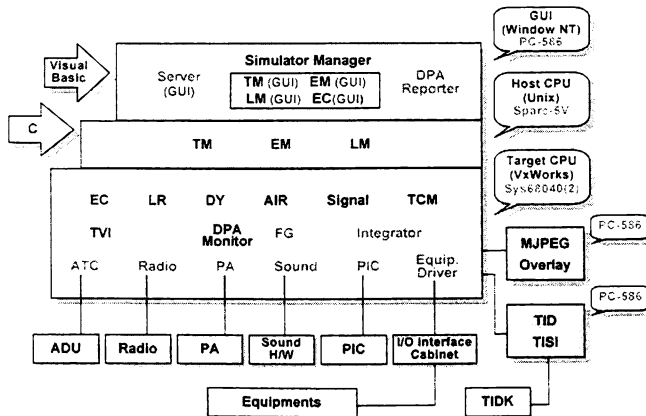 GUI
(Window NT)
PC-586
Visual
Basic
Simulator Manager
Server
(GUI)
TM (GUI) EM (GUI)
LM (GUI) EC(GUI)
DPA
Reporter
Host CPU
(Unix)
Sparc-5V
C
TM EM LM
Target CPU
(VxWorks)
Sys68040(2)
EC LR DY AIR Signal TCM
TVI DPA
Monitor FG Integrator
ATC Radio PA Sound PIC Equip.
Driver
PC-586
MJPEG
Overlay
PC-586
TID
TISI
ADU Radio PA Sound
H/W PIC I/O Interface
Cabinet
Equipments TIDK